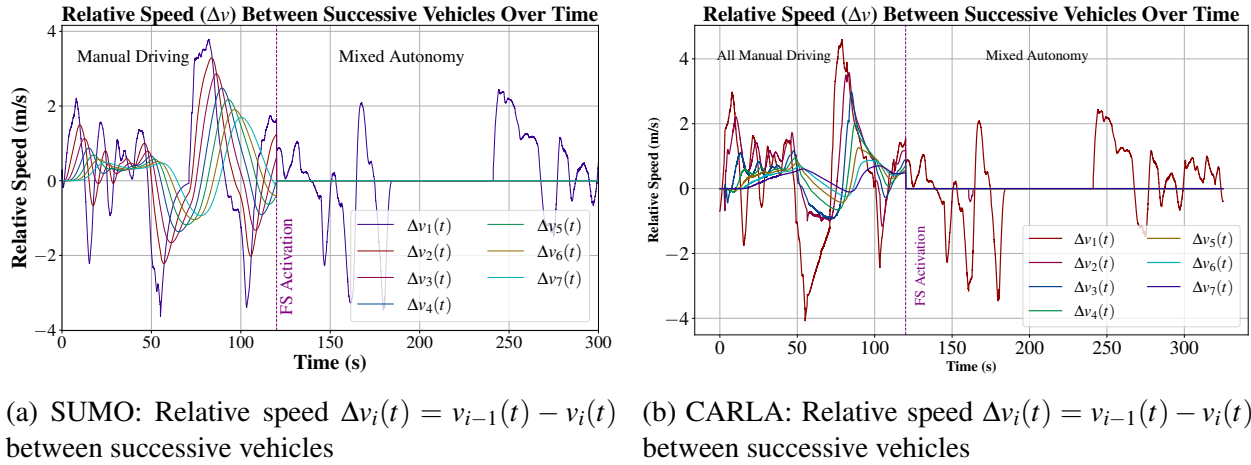 Relative Speed (Δv) Between Successive Vehicles Over Time
Manual Driving
Mixed Autonomy
FS Activation
Relative Speed (m/s)
4
2
0
−2
−4
Δv₁(t)
Δv₂(t)
Δv₃(t)
Δv₄(t)
Δv₅(t)
Δv₆(t)
Δv₇(t)
0 50 100 150 200 250 300
Time (s)
(a) SUMO: Relative speed Δvᵢ(t) = vᵢ₋₁(t) − vᵢ(t)
between successive vehicles
Relative Speed (Δv) Between Successive Vehicles Over Time
All Manual Driving
Mixed Autonomy
FS Activation
Relative Speed (m/s)
4
2
0
−2
−4
Δv₁(t)
Δv₂(t)
Δv₃(t)
Δv₄(t)
Δv₅(t)
Δv₆(t)
Δv₇(t)
0 50 100 150 200 250 300
Time (s)
(b) CARLA: Relative speed Δvᵢ(t) = vᵢ₋₁(t) − vᵢ(t)
between successive vehicles